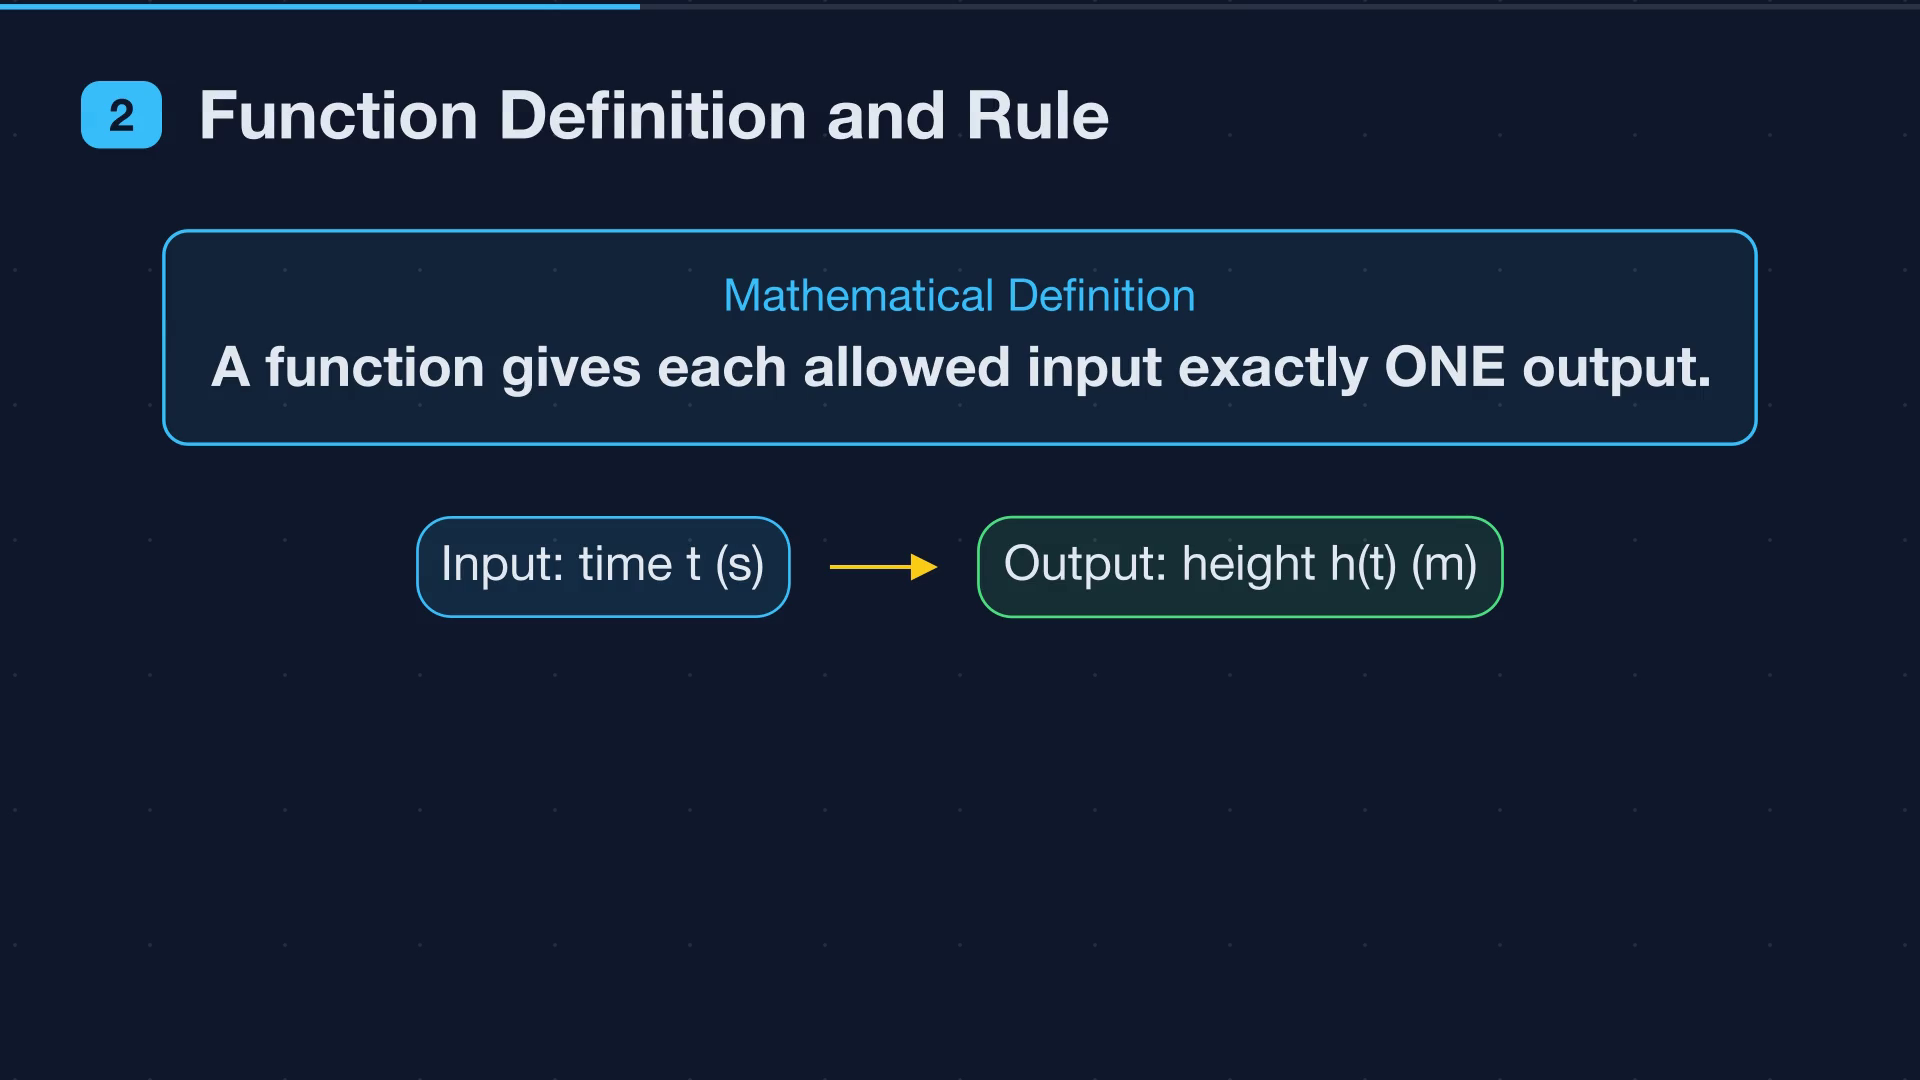 2 Function Definition and Rule
Mathematical Definition
A function gives each allowed input exactly ONE output.
Input: time t (s)
Output: height h(t) (m)